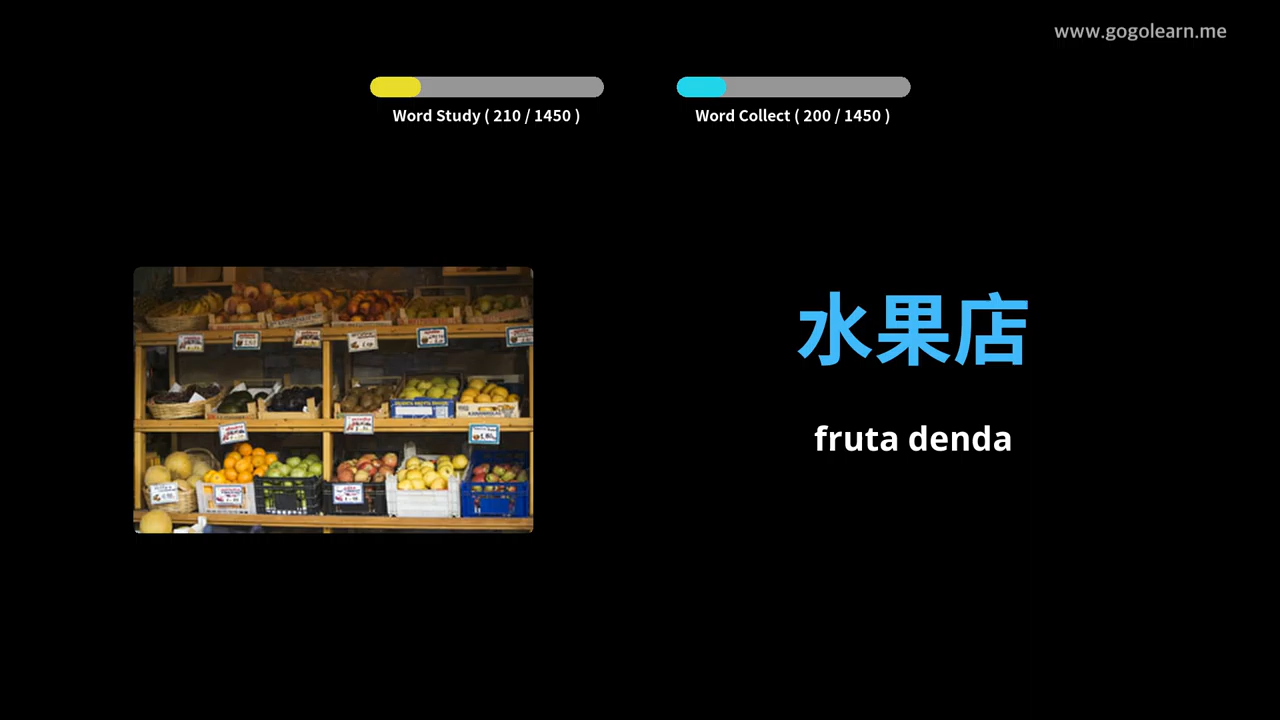 www.gogolearn.me
Word Study ( 210 / 1450 )
Word Collect ( 200 / 1450 )
水果店
fruta denda